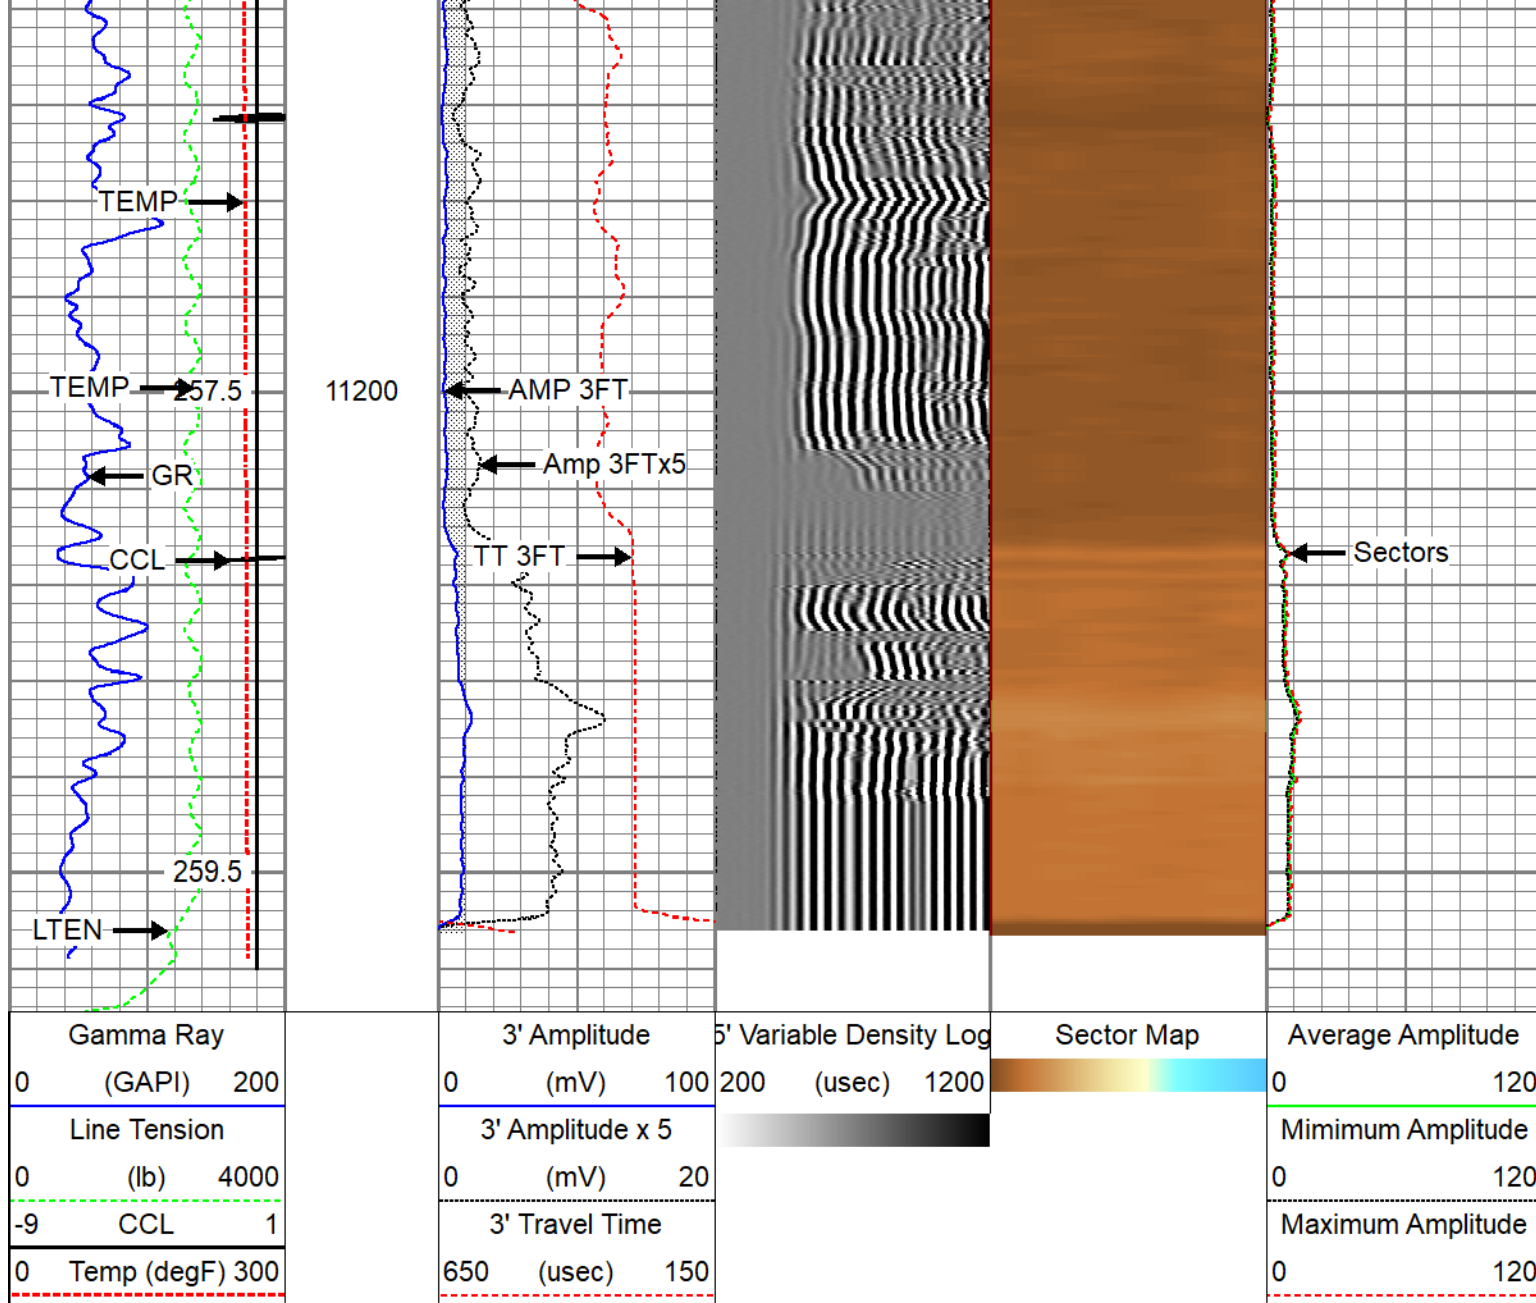 TEMP
TEMP
257.5
11200
AMP 3FT
Amp 3FTx5
GR
CCL
TT 3FT
Sectors
259.5
LTEN
Gamma Ray
0 (GAPI) 200
Line Tension
0 (lb) 4000
-9 CCL 1
0 Temp (degF) 300
3' Amplitude
0 (mV) 100
3' Amplitude x 5
0 (mV) 20
3' Travel Time
650 (usec) 150
5' Variable Density Log
200 (usec) 1200
Sector Map
Average Amplitude
0 120
Mimimum Amplitude
0 120
Maximum Amplitude
0 120